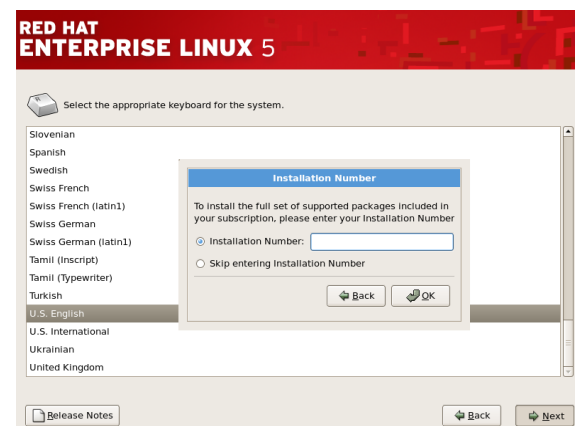 RED HAT
ENTERPRISE LINUX 5
Select the appropriate keyboard for the system.
Slovenian
Spanish
Swedish
Swiss French
Swiss French (latin1)
Swiss German
Swiss German (latin1)
Tamil (Inscript)
Tamil (Typewriter)
Turkish
U.S. English
U.S. International
Ukrainian
United Kingdom
Installation Number
To install the full set of supported packages included in
your subscription, please enter your Installation Number
Installation Number:
Skip entering Installation Number
Back
OK
Release Notes
Back
Next